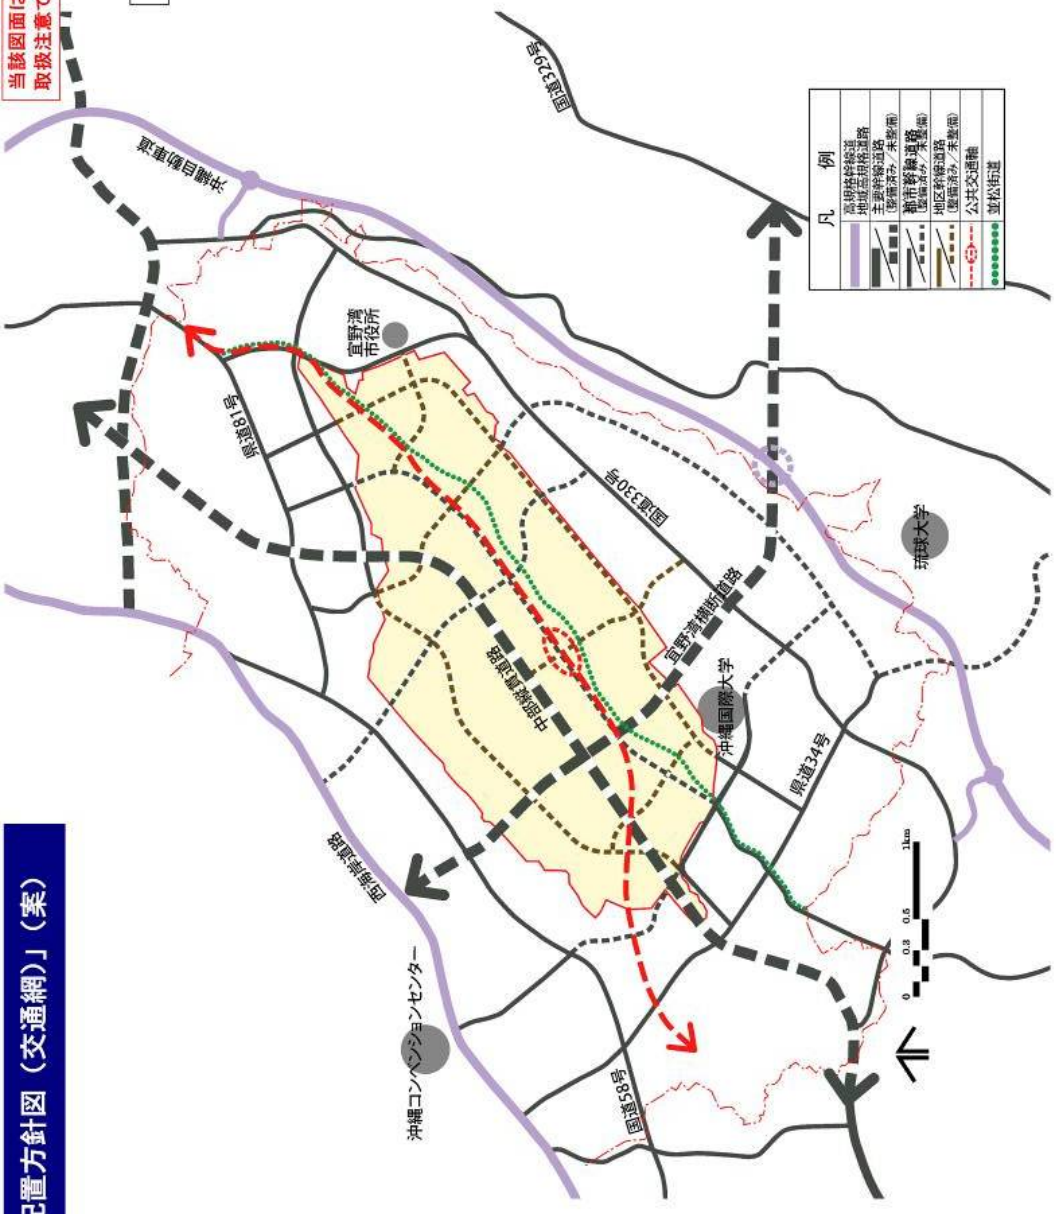 当該図面は
取扱注意で
配置方針図（交通網）」（案）
国道329号
沖縄自動車道
宜野湾
市役所
県道81号
国道330号
琉球大学
宜野湾横断道路
中部縦貫道路
沖縄国際大学
県道34号
西海岸道路
沖縄コンベンションセンター
国道58号
凡 例
高規格幹線道
地域高規格道路
主要幹線道路
(整備済み／未整備)
都市幹線道路
(整備済み／未整備)
地区幹線道路
(整備済み／未整備)
公共交通軸
並松街道
0 0.3 0.5 1km